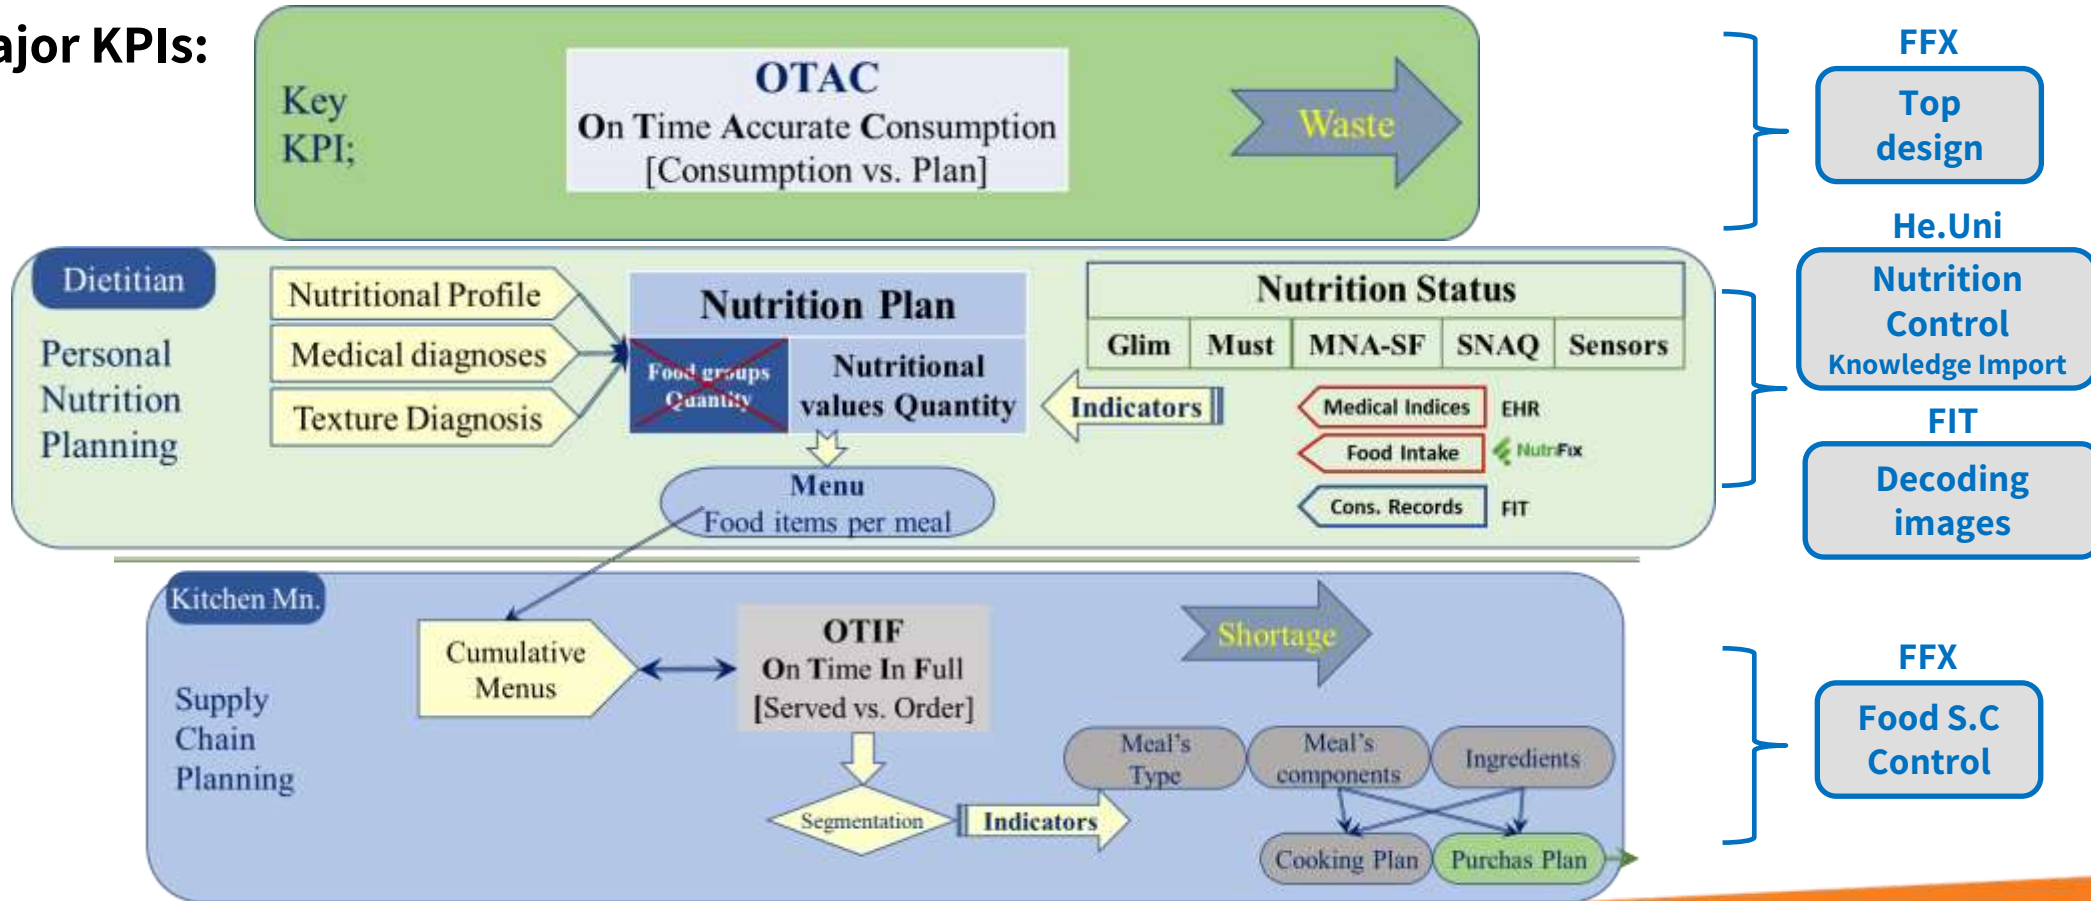 ajor KPIs:
Key
KPI;
OTAC
On Time Accurate Consumption
[Consumption vs. Plan]
Waste
FFX
Top
design
Dietitian
Personal
Nutrition
Planning
Nutritional Profile
Medical diagnoses
Texture Diagnosis
Nutrition Plan
Food groups
Quantity
Nutritional
values Quantity
Menu
Food items per meal
Indicators
Nutrition Status
Glim
Must
MNA-SF
SNAQ
Sensors
Medical Indices
EHR
Food Intake
NutriFix
Cons. Records
FIT
He.Uni
Nutrition
Control
Knowledge Import
FIT
Decoding
images
Kitchen Mn.
Supply
Chain
Planning
Cumulative
Menus
OTIF
On Time In Full
[Served vs. Order]
Shortage
Segmentation
Indicators
Meal's
Type
Meal's
components
Ingredients
Cooking Plan
Purchas Plan
FFX
Food S.C
Control